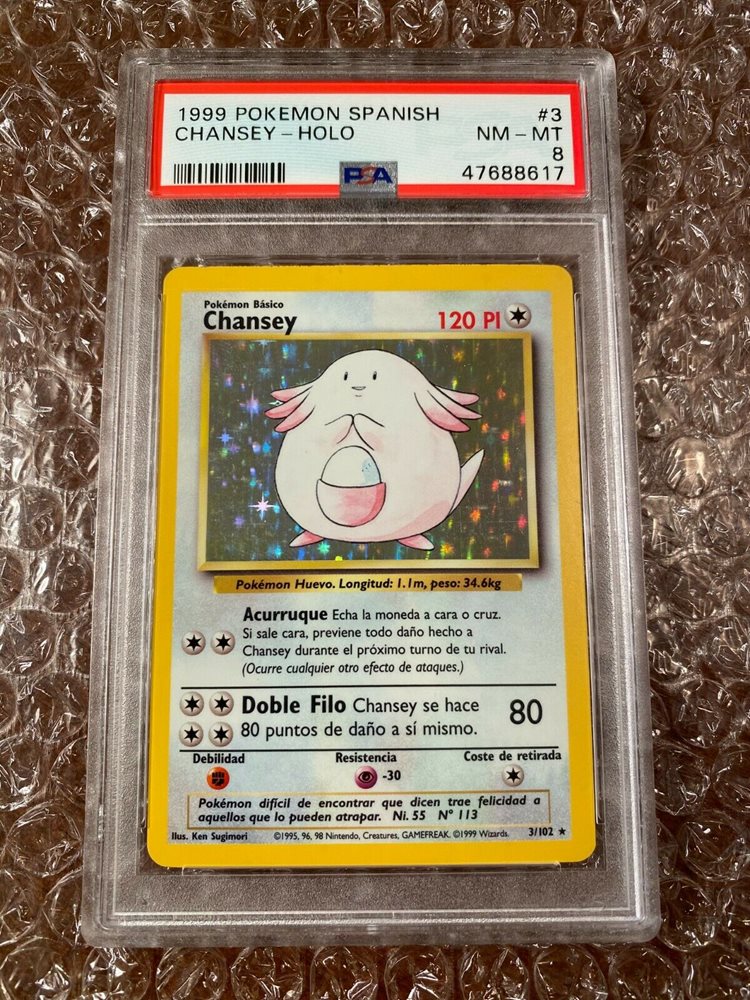 1999 POKEMON SPANISH #3
CHANSEY - HOLO NM - MT
8
PSA 47688617
Pokémon Básico
Chansey 120 PI
Pokémon Huevo. Longitud: 1.1m, peso: 34.6kg
Acurruque Echa la moneda a cara o cruz.
Si sale cara, previene todo daño hecho a
Chansey durante el próximo turno de tu rival.
(Ocurre cualquier otro efecto de ataques.)
Doble Filo Chansey se hace 80
80 puntos de daño a sí mismo.
Debilidad Resistencia Coste de retirada
-30
Pokémon difícil de encontrar que dicen trae felicidad a
aquellos que lo pueden atrapar. Ni. 55 N° 113
Ilus. Ken Sugimori ©1995, 96, 98 Nintendo, Creatures, GAMEFREAK. ©1999 Wizards. 3/102 ★